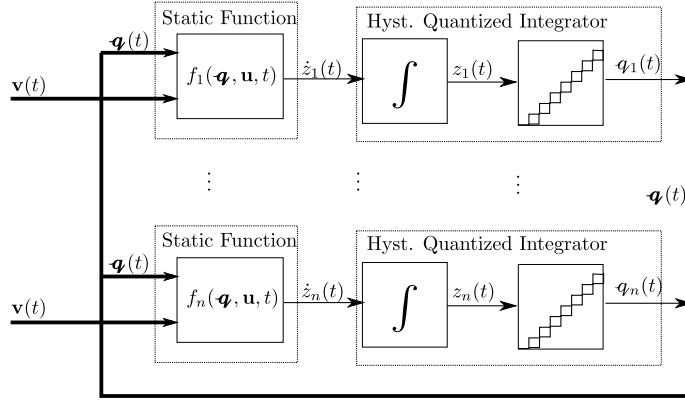 Static Function
Hyst. Quantized Integrator
q(t)
v(t)
f₁(q, u, t)
ż₁(t)
∫
z₁(t)
q₁(t)
⋮ ⋮ ⋮
q(t)
Static Function
Hyst. Quantized Integrator
q(t)
v(t)
fₙ(q, u, t)
żₙ(t)
∫
zₙ(t)
qₙ(t)